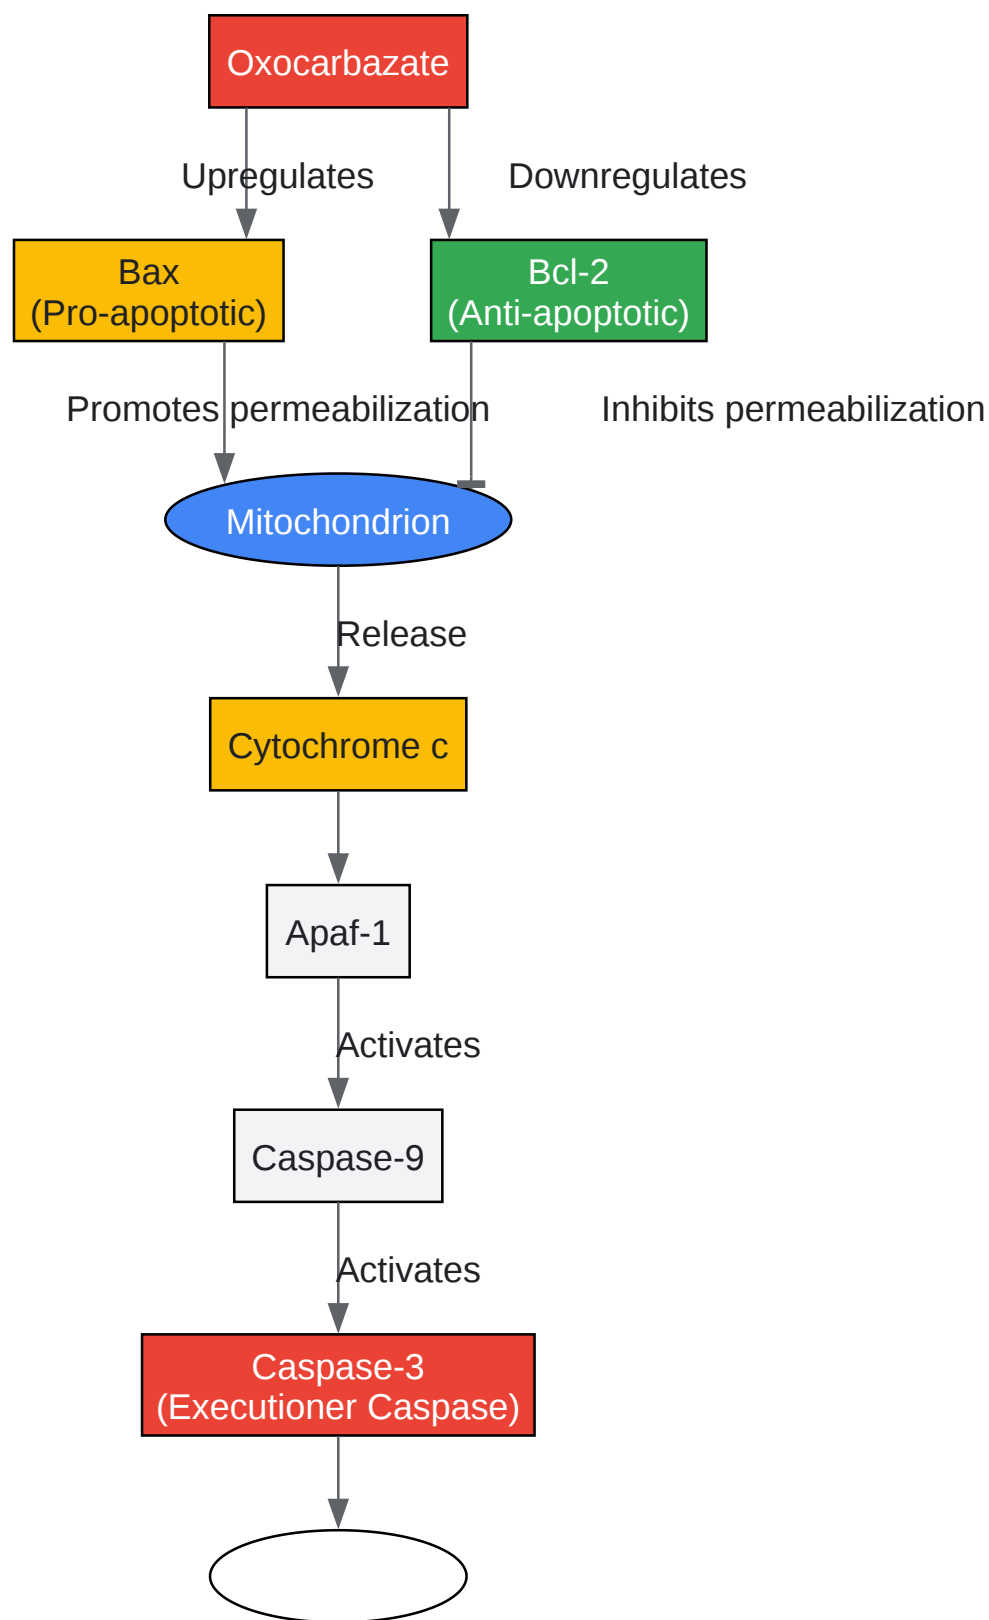 Oxocarbazate
Upregulates
Downregulates
Bax
(Pro-apoptotic)
Bcl-2
(Anti-apoptotic)
Promotes permeabilization
Inhibits permeabilization
Mitochondrion
Release
Cytochrome c
Apaf-1
Activates
Caspase-9
Activates
Caspase-3
(Executioner Caspase)